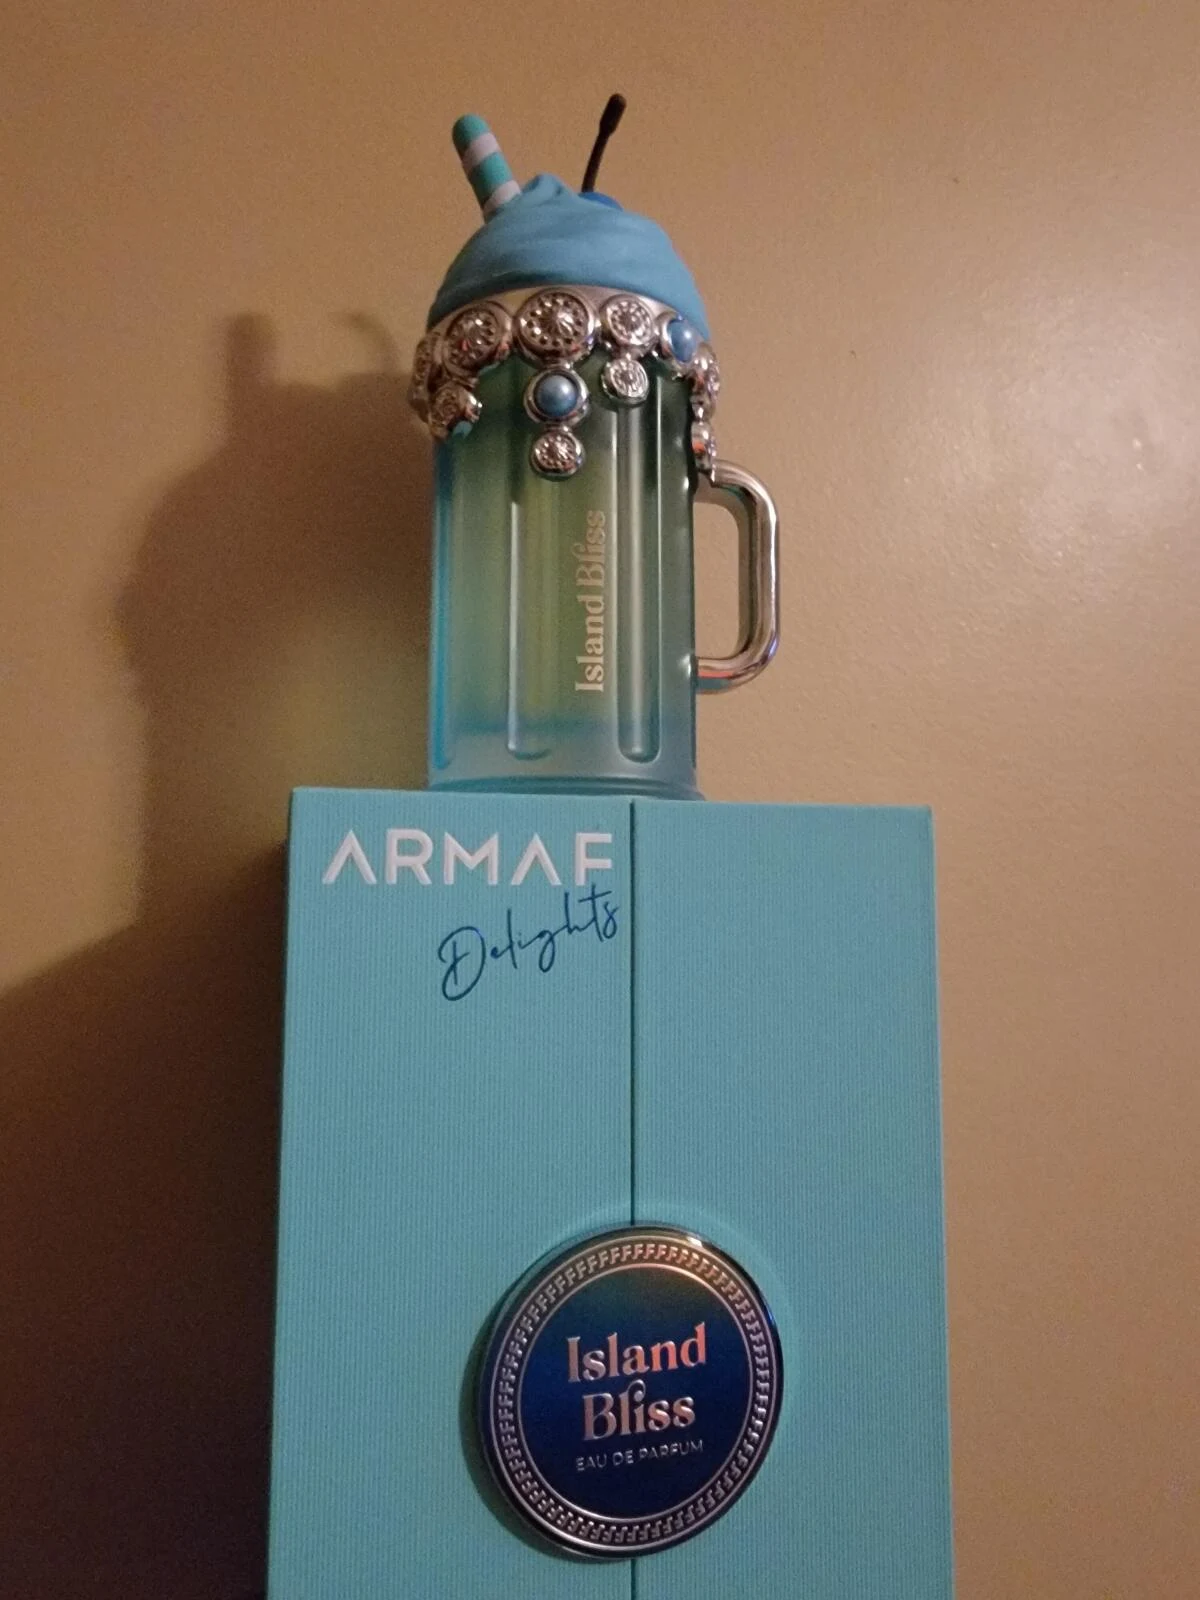 Island Bliss
ARMAF
Delights
Island
Bliss
EAU DE PARFUM